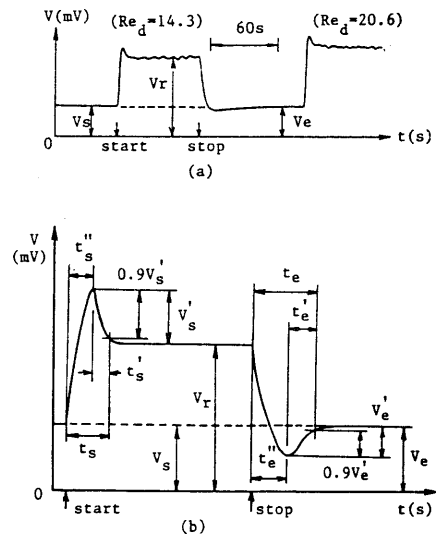 V(mV)
(Re_d=14.3)
60s
(Re_d=20.6)
Vs
Vr
Ve
0
start
stop
t(s)
(a)
V
(mV)
t"_s
0.9V'_s
V'_s
t_e
t'_e
t'_s
V_r
t_s
V_s
V'_e
t"_e
V_e
0.9V'_e
0
start
stop
t(s)
(b)